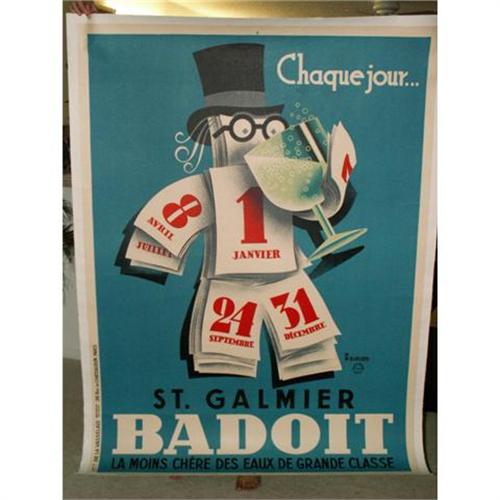 Chaque jour...
8
AVRIL
JUILLET
1
JANVIER
24
SEPTEMBRE
31
DÉCEMBRE
ST. GALMIER
BADOIT
LA MOINS CHÈRE DES EAUX DE GRANDE CLASSE